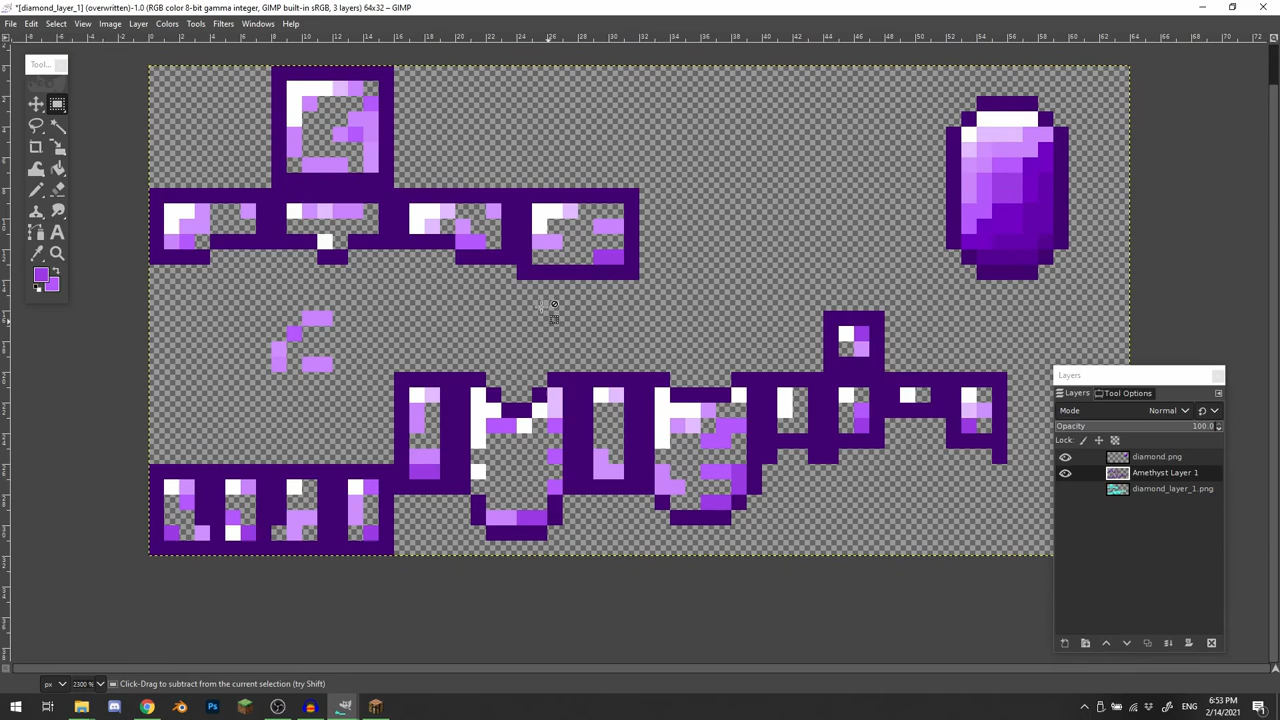 *[diamond_layer_1] (overwritten)-1.0 (RGB color 8-bit gamma integer, GIMP built-in sRGB, 3 layers) 64x32 – GIMP
File Edit Select View Image Layer Colors Tools Filters Windows Help
Tool...
Layers
Layers Tool Options
Mode Normal
Opacity 100.0
Lock:
diamond.png
Amethyst Layer 1
diamond_layer_1.png
px 2300 % Click-Drag to subtract from the current selection (try Shift)
ENG 6:53 PM
2/14/2021